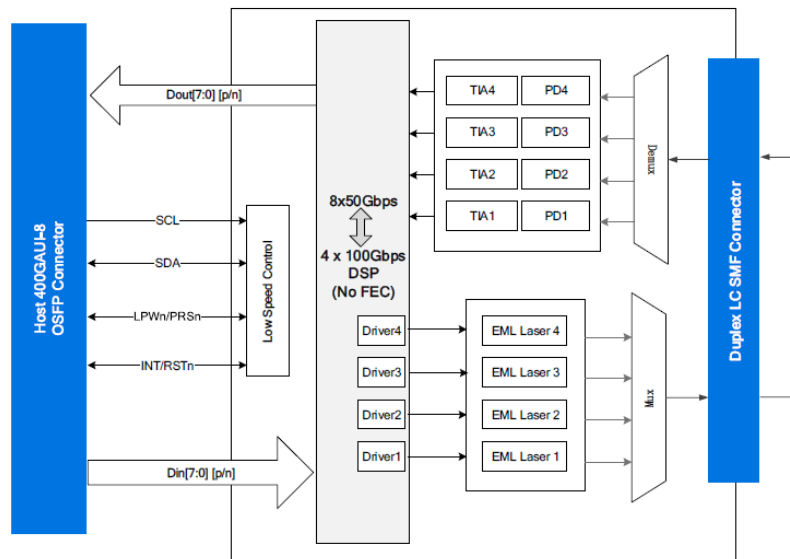 Host 400GAUI-8
OSFP Connector
Dout[7:0] [p/n]
SCL
SDA
LPWn/PRSn
INT/RSTn
Din[7:0] [p/n]
Low Speed Control
8x50Gbps
4 x 100Gbps
DSP
(No FEC)
Driver4
Driver3
Driver2
Driver1
TIA4
PD4
TIA3
PD3
TIA2
PD2
TIA1
PD1
Demux
EML Laser 4
EML Laser 3
EML Laser 2
EML Laser 1
Mux
Duplex LC SMF Connector